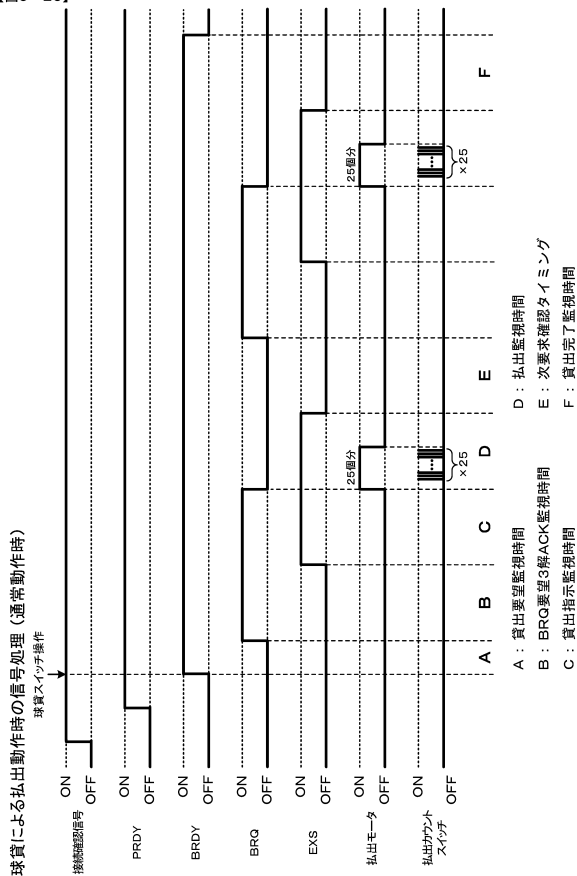 球貸による払出動作時の信号処理（通常動作時）
球貸スイッチ操作
接続確認信号
ON
OFF
PRDY
ON
OFF
BRDY
ON
OFF
BRQ
ON
OFF
EXS
ON
OFF
払出モータ
ON
OFF
25個分
25個分
払出カウント
スイッチ
ON
OFF
×25
×25
A B C D E F
A：貸出要望監視時間
B：BRQ要望3解ACK監視時間
C：貸出指示監視時間
D：払出監視時間
E：次要求確認タイミング
F：貸出完了監視時間